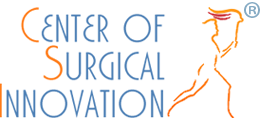 CENTER OF
SURGICAL
INNOVATION
®